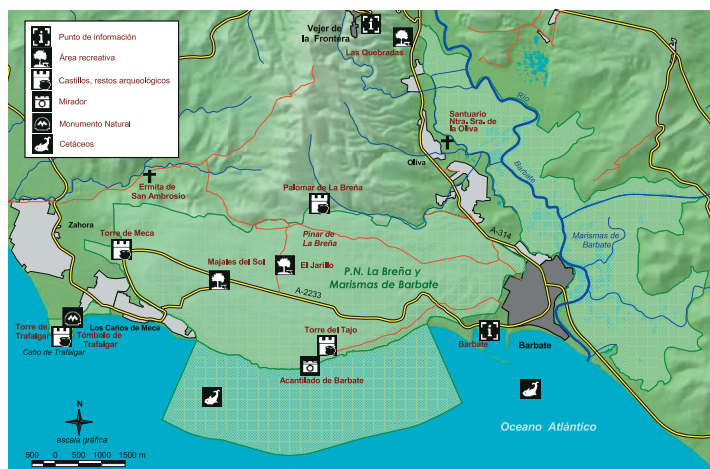 Punto de información
Área recreativa
Castillos, restos arqueológicos
Mirador
Monumento Natural
Cetáceos
Vejer de
la Frontera
Las Quebradas
Santuario
Ntra. Sra. de
la Oliva
Río
Barbate
Oliva
Ermita de
San Ambrosio
Palomar de La Breña
Zahora
Torre de Meca
Pinar de
La Breña
Marismas de
Barbate
A-314
Majales del Sol
El Jarillo
P.N. La Breña y
Marismas de Barbate
A-2233
Torre de
Trafalgar
Cabo de Trafalgar
Tómbolo de
Trafalgar
Los Caños de Meca
Torre del Tajo
Acantilado de Barbate
Barbate
Barbate
Oceano Atlántico
N
escala gráfica
500 0 500 1000 1500 m